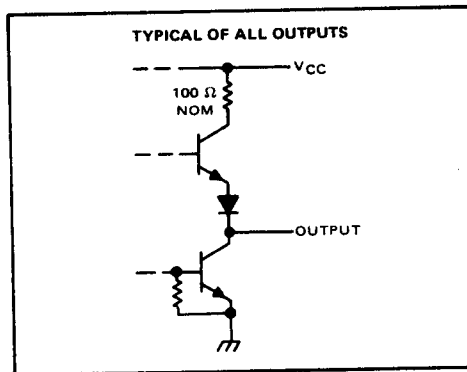 TYPICAL OF ALL OUTPUTS
VCC
100 Ω
NOM
OUTPUT